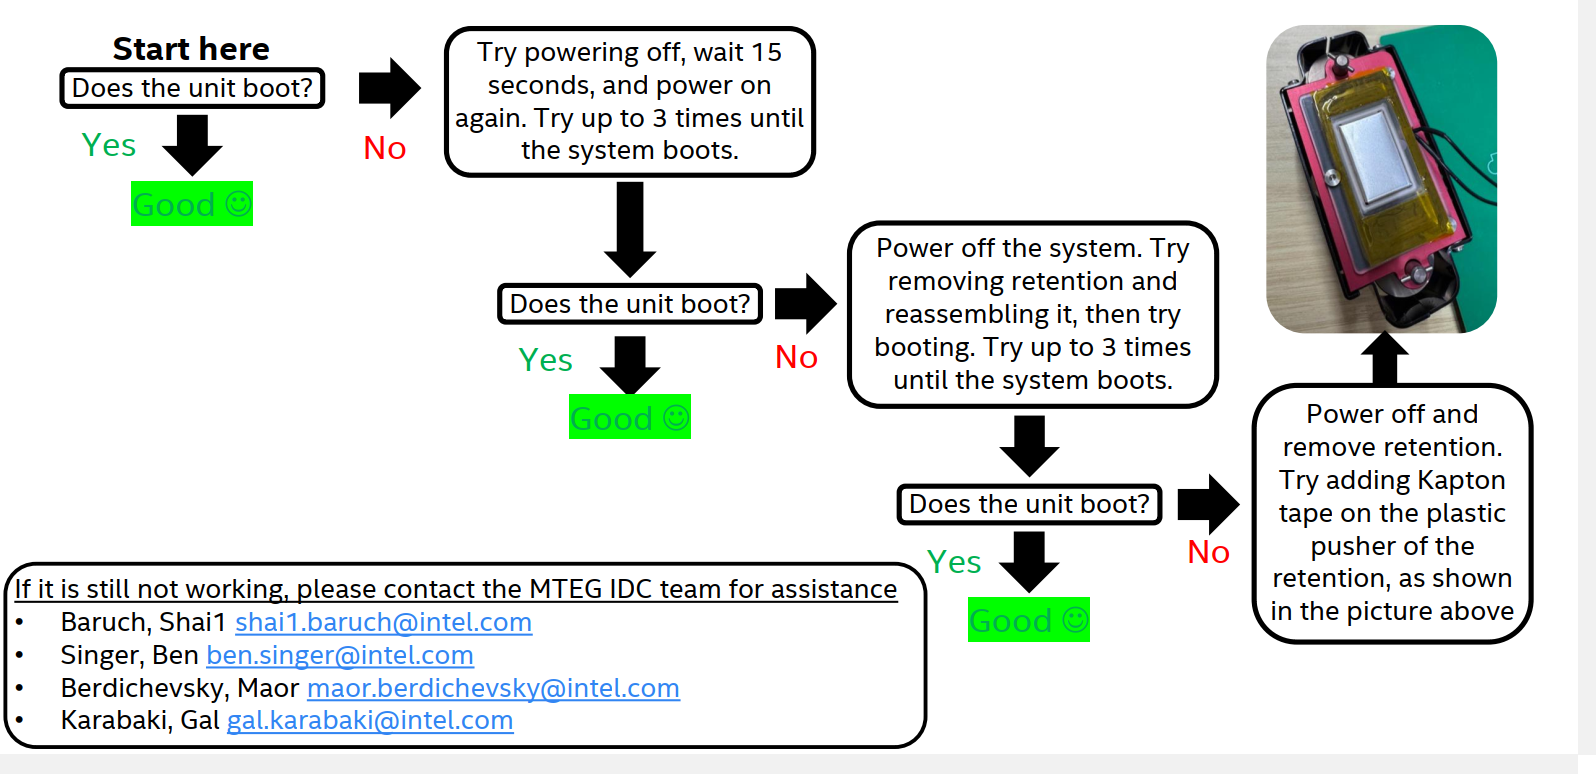 Start here
Does the unit boot?
Yes
Good ☺
No
Try powering off, wait 15
seconds, and power on
again. Try up to 3 times until
the system boots.
Does the unit boot?
Yes
Good ☺
No
Power off the system. Try
removing retention and
reassembling it, then try
booting. Try up to 3 times
until the system boots.
Does the unit boot?
Yes
Good ☺
No
Power off and
remove retention.
Try adding Kapton
tape on the plastic
pusher of the
retention, as shown
in the picture above
If it is still not working, please contact the MTEG IDC team for assistance
• Baruch, Shai1 shai1.baruch@intel.com
• Singer, Ben ben.singer@intel.com
• Berdichevsky, Maor maor.berdichevsky@intel.com
• Karabaki, Gal gal.karabaki@intel.com